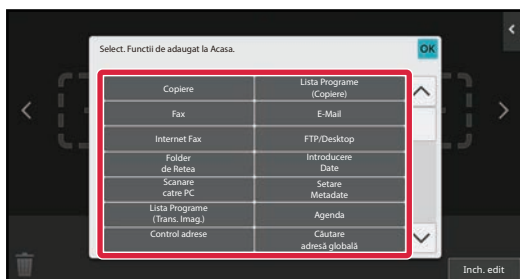 Select. Functii de adaugat la Acasa.
OK
Copiere
Lista Programe
(Copiere)
Fax
E-Mail
Internet Fax
FTP/Desktop
Folder
de Retea
Introducere
Date
Scanare
catre PC
Setare
Metadate
Lista Programe
(Trans. Imag.)
Agenda
Control adrese
Căutare
adresă globală
Inch. edit